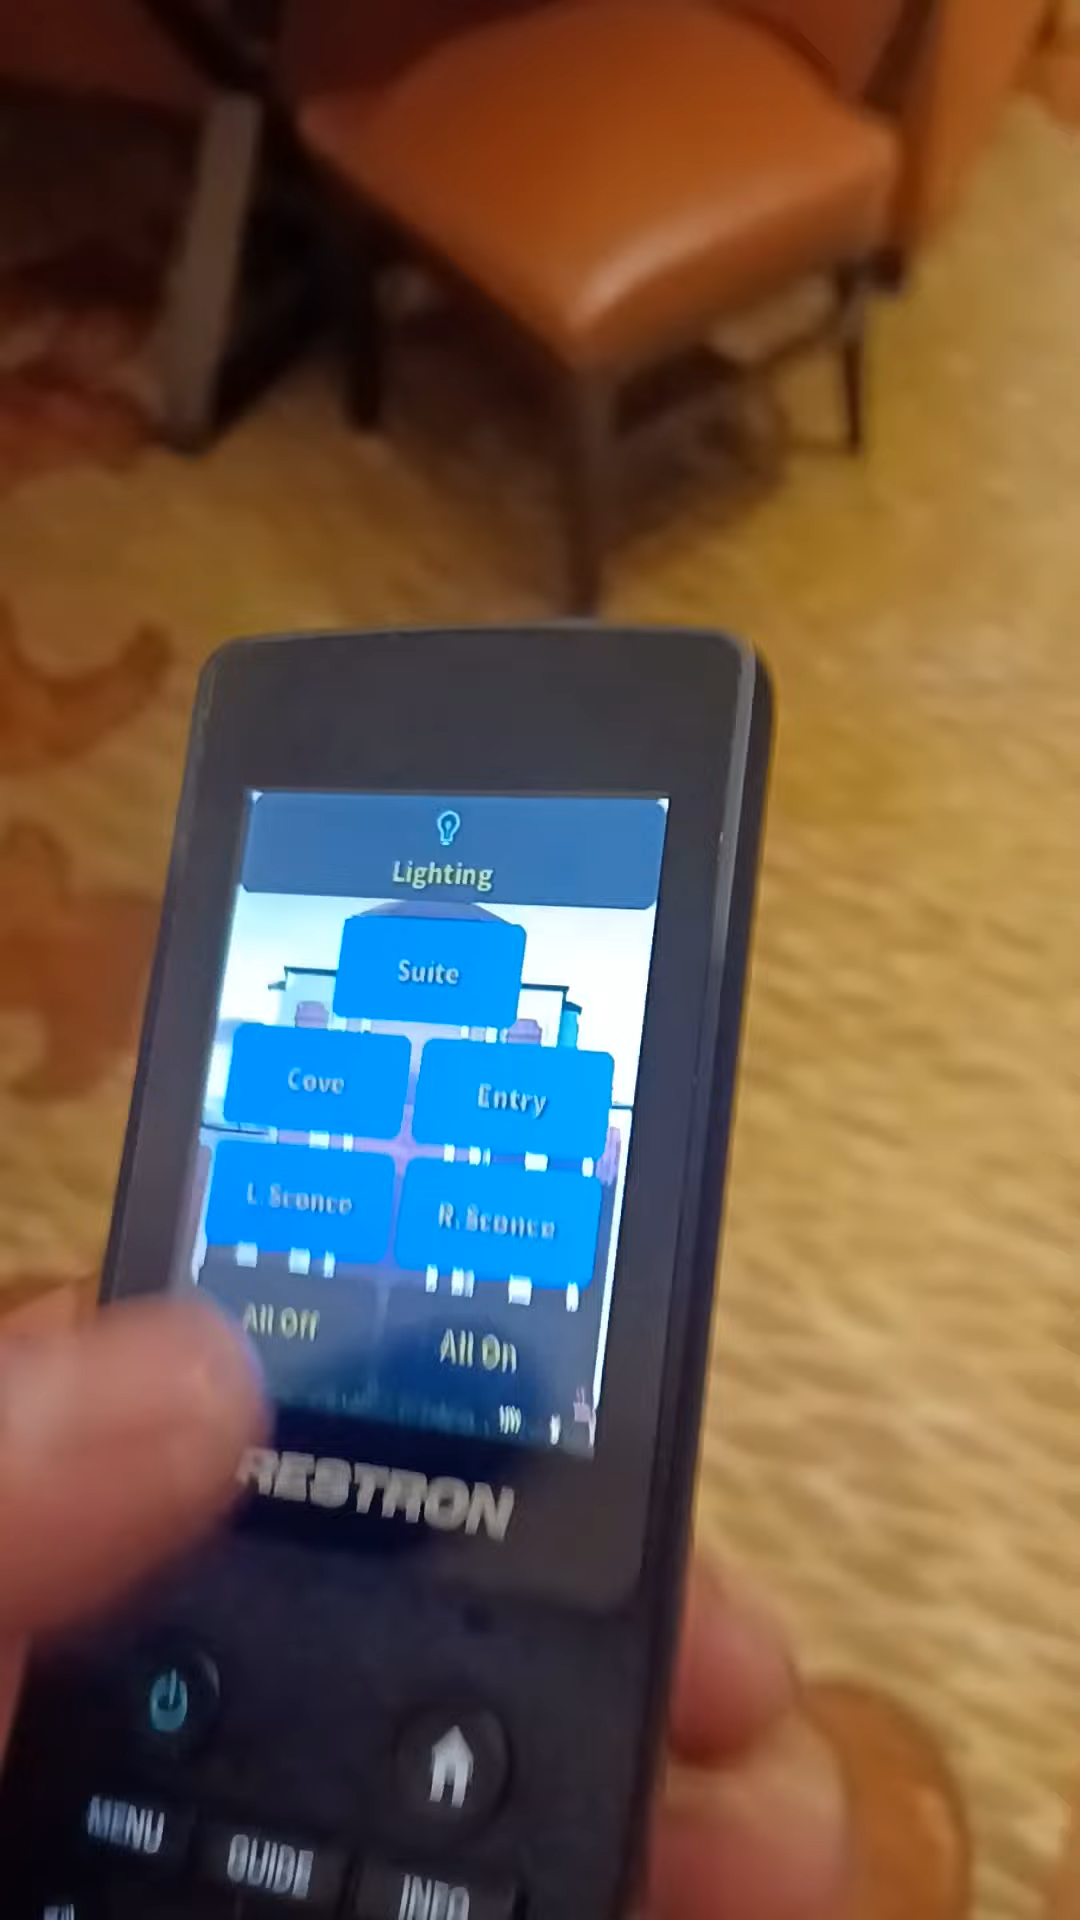 Lighting
Suite
Cove
Entry
L. Sconce
R. Sconce
All Off
All On
RESTRON
MENU
GUIDE
INFO